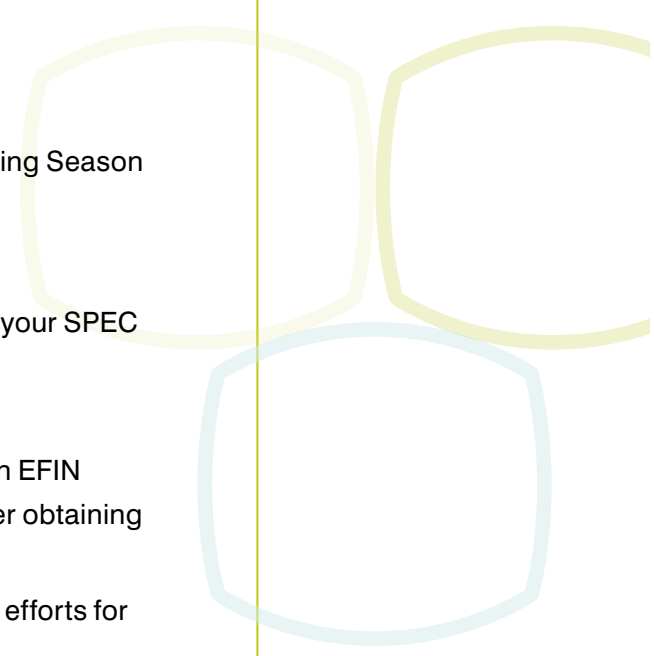 ing Season
your SPEC
n EFIN
er obtaining
efforts for